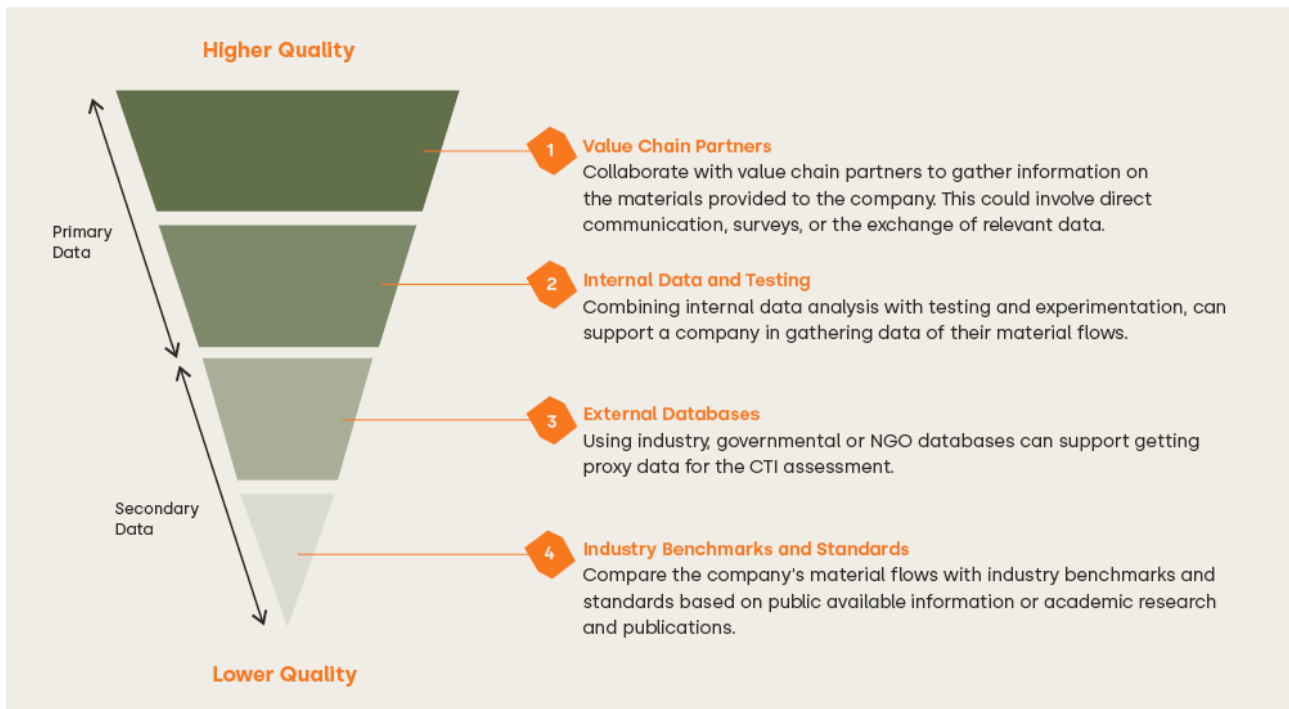 Higher Quality
Primary
Data
Secondary
Data
Lower Quality
1
Value Chain Partners
Collaborate with value chain partners to gather information on
the materials provided to the company. This could involve direct
communication, surveys, or the exchange of relevant data.
2
Internal Data and Testing
Combining internal data analysis with testing and experimentation, can
support a company in gathering data of their material flows.
3
External Databases
Using industry, governmental or NGO databases can support getting
proxy data for the CTI assessment.
4
Industry Benchmarks and Standards
Compare the company's material flows with industry benchmarks and
standards based on public available information or academic research
and publications.